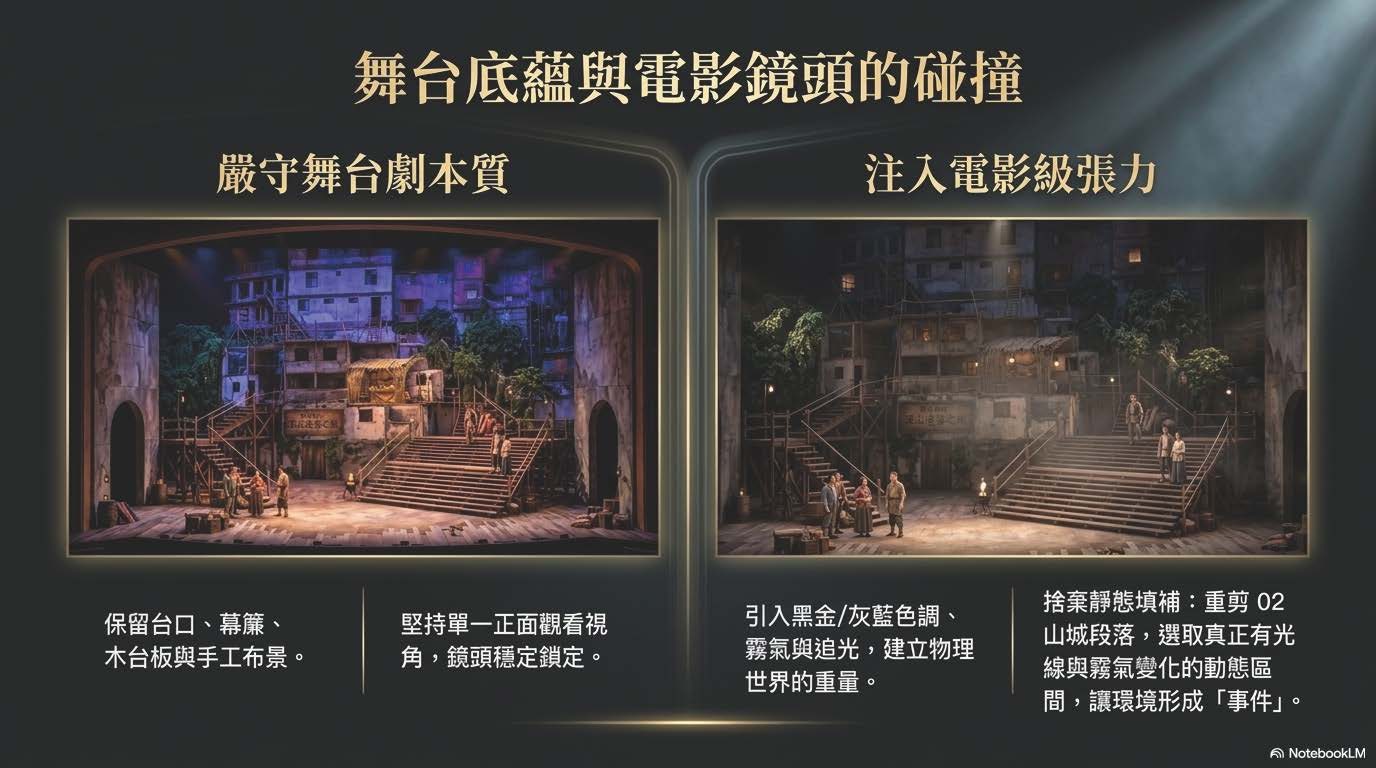 舞台底蘊與電影鏡頭的碰撞
嚴守舞台劇本質
注入電影級張力
保留台口、幕簾、
木台板與手工布景。
堅持單一正面觀看視
角，鏡頭穩定鎖定。
引入黑金/灰藍色調、
霧氣與追光，建立物理
世界的重量。
捨棄靜態填補：重剪 02
山城段落，選取真正有光
線與霧氣變化的動態區
間，讓環境形成「事件」。
NotebookLM